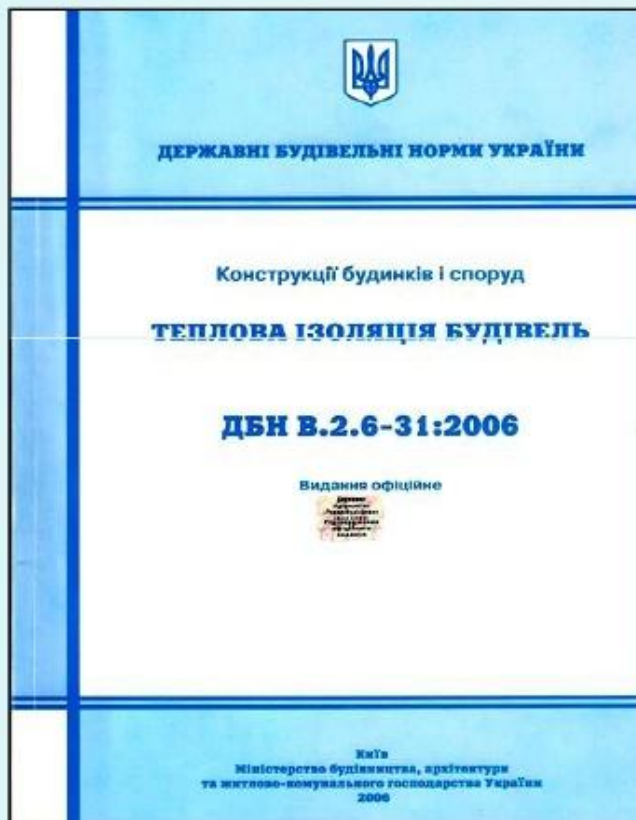 ДЕРЖАВНІ БУДІВЕЛЬНІ НОРМИ УКРАЇНИ
Конструкції будинків і споруд
ТЕПЛОВА ІЗОЛЯЦІЯ БУДІВЕЛЬ
ДБН В.2.6-31:2006
Видання офіційне
Київ
Міністерство будівництва, архітектури
та житлово-комунального господарства України
2006